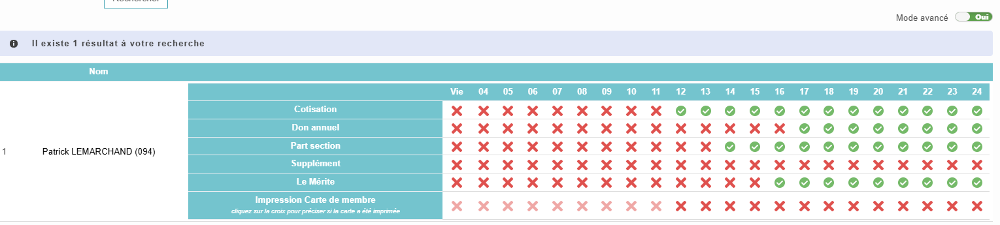 Rechercher
Mode avancé Oui
Il existe 1 résultat à votre recherche
Nom
Vie 04 05 06 07 08 09 10 11 12 13 14 15 16 17 18 19 20 21 22 23 24
Cotisation
Don annuel
Part section
1 Patrick LEMARCHAND (094)
Supplément
Le Mérite
Impression Carte de membre
cliquez sur la croix pour préciser si la carte a été imprimée